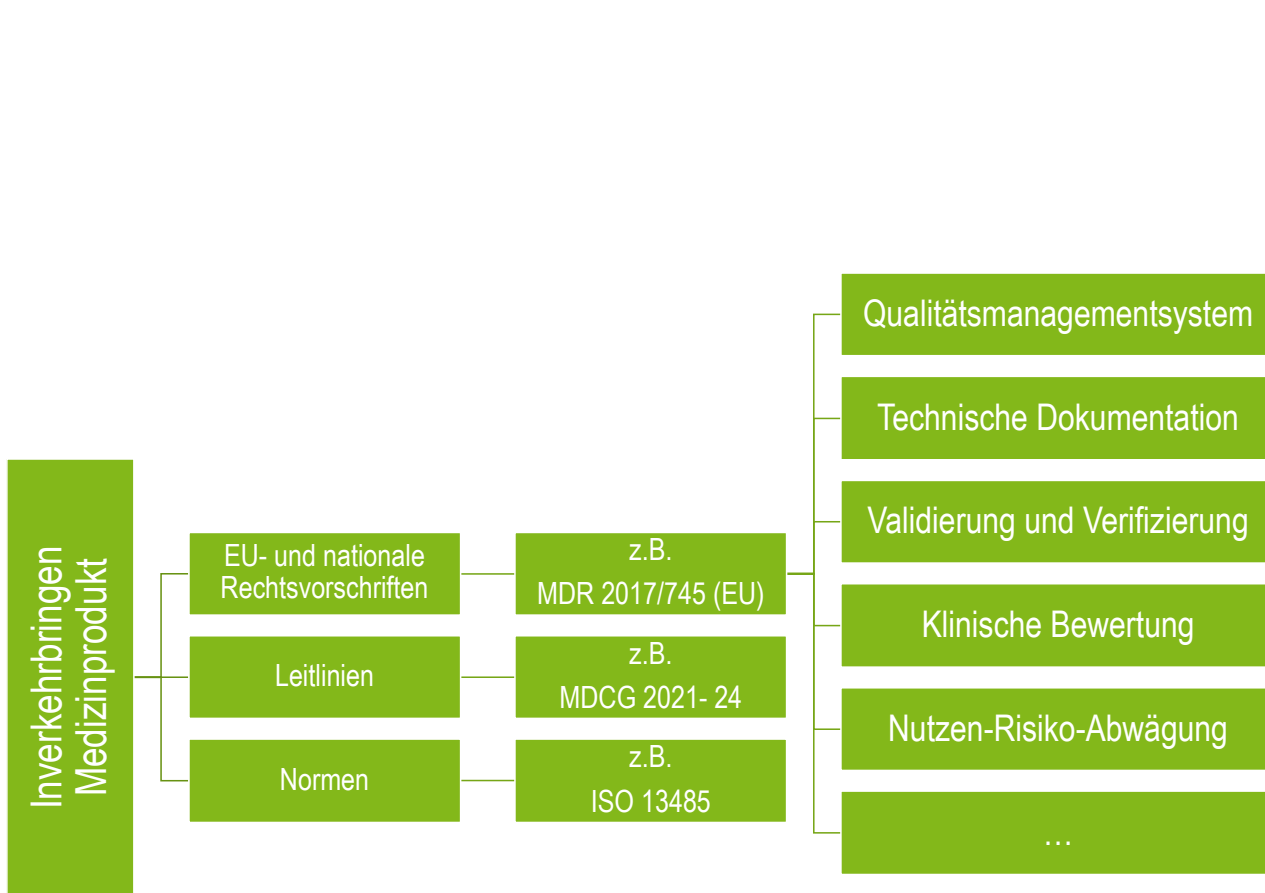 Inverkehrbringen
Medizinprodukt
EU- und nationale
Rechtsvorschriften
z.B.
MDR 2017/745 (EU)
Qualitätsmanagementsystem
Technische Dokumentation
Validierung und Verifizierung
Klinische Bewertung
Nutzen-Risiko-Abwägung
…
Leitlinien
z.B.
MDCG 2021- 24
Normen
z.B.
ISO 13485